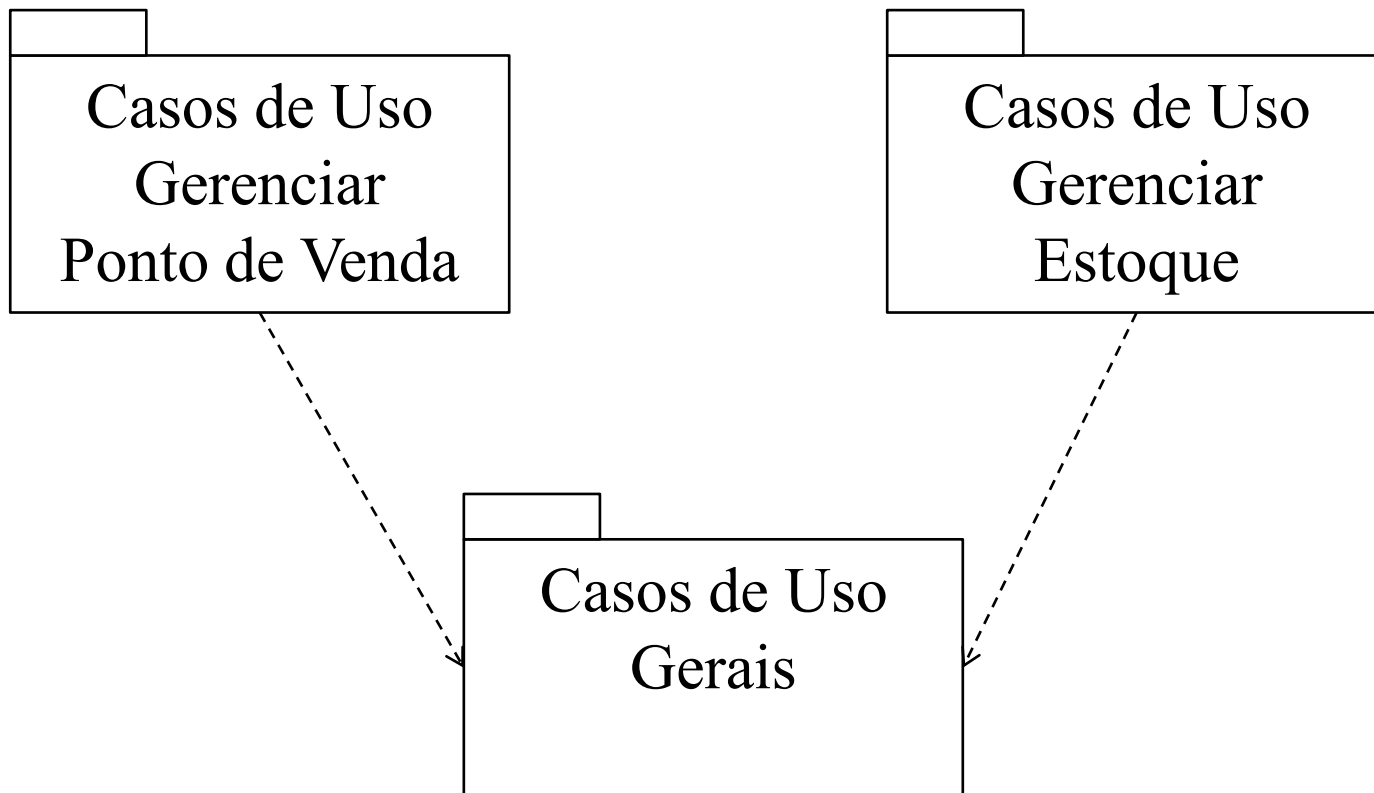 Casos de Uso
Gerenciar
Ponto de Venda
Casos de Uso
Gerenciar
Estoque
Casos de Uso
Gerais